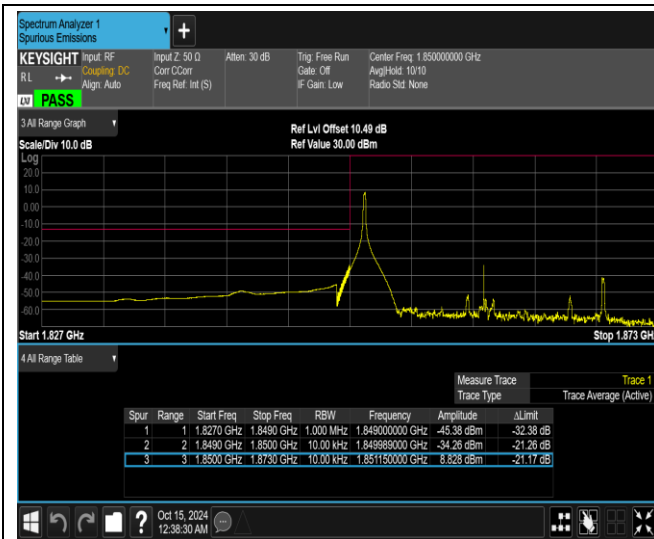 Spectrum Analyzer 1
Spurious Emissions
+
KEYSIGHT Input: RF Input Z: 50 Ω Atten: 30 dB Trig: Free Run Center Freq: 1.850000000 GHz
RL Coupling: DC Corr CCorr Gate: Off Avg|Hold: 10/10
Align: Auto Freq Ref: Int (S) IF Gain: Low Radio Std: None
LXI PASS
3 All Range Graph
Ref Lvl Offset 10.49 dB
Scale/Div 10.0 dB Ref Value 30.00 dBm
Log
20.0
10.0
0.00
-10.0
-20.0
-30.0
-40.0
-50.0
-60.0
Start 1.827 GHz Stop 1.873 GH
4 All Range Table
Measure Trace Trace 1
Trace Type Trace Average (Active)
Spur Range Start Freq Stop Freq RBW Frequency Amplitude ΔLimit
1 1 1.8270 GHz 1.8490 GHz 1.000 MHz 1.849000000 GHz -45.38 dBm -32.38 dB
2 2 1.8490 GHz 1.8500 GHz 10.00 kHz 1.849989000 GHz -34.26 dBm -21.26 dB
3 3 1.8500 GHz 1.8730 GHz 10.00 kHz 1.851150000 GHz 8.828 dBm -21.17 dB
? Oct 15, 2024
12:38:30 AM